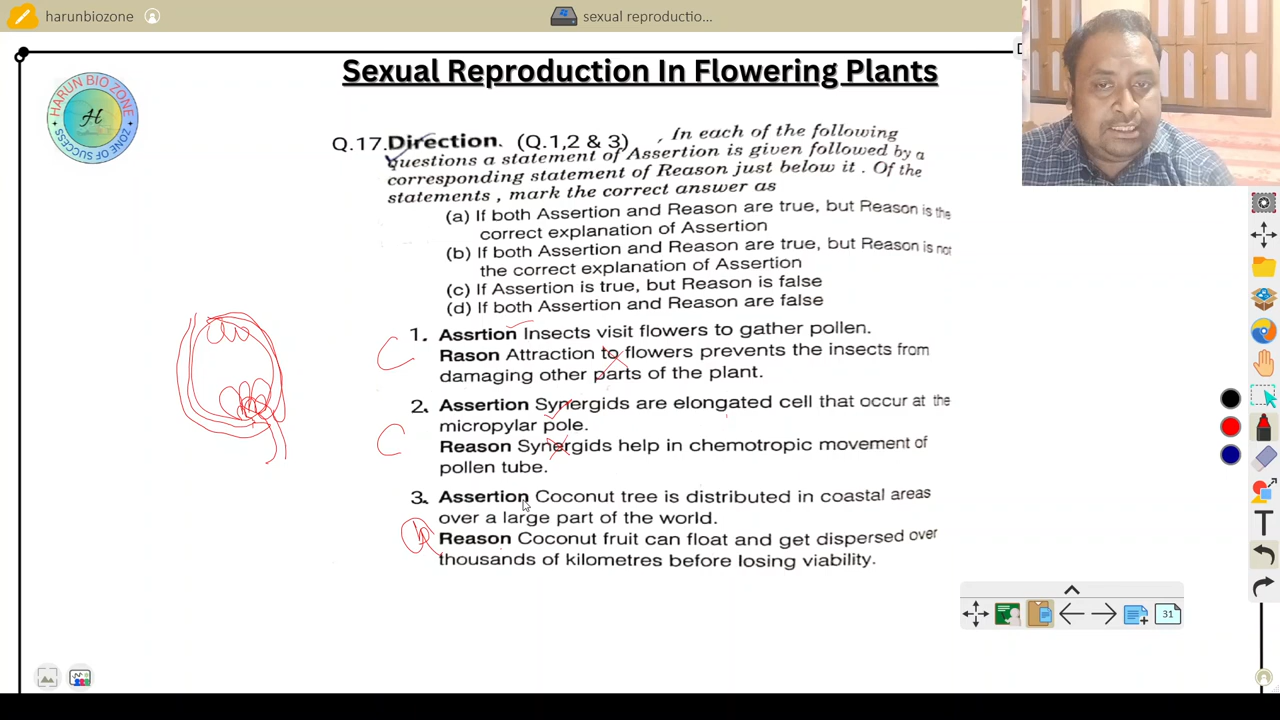 harunbiozone
sexual reproductio...
Sexual Reproduction In Flowering Plants
HARUN BIO ZONE
H
ZONE OF SUCCESS
Q.17. Direction. (Q.1,2 & 3) , In each of the following
Questions a statement of Assertion is given followed by a
corresponding statement of Reason just below it . Of the
statements , mark the correct answer as
(a) If both Assertion and Reason are true, but Reason is the
correct explanation of Assertion
(b) If both Assertion and Reason are true, but Reason is not
the correct explanation of Assertion
(c) If Assertion is true, but Reason is false
(d) If both Assertion and Reason are false
1. Assrtion Insects visit flowers to gather pollen.
C Rason Attraction to flowers prevents the insects from
damaging other parts of the plant.
2. Assertion Synergids are elongated cell that occur at the
micropylar pole.
C Reason Synergids help in chemotropic movement of
pollen tube.
3. Assertion Coconut tree is distributed in coastal areas
over a large part of the world.
Reason Coconut fruit can float and get dispersed over
thousands of kilometres before losing viability.
T
31